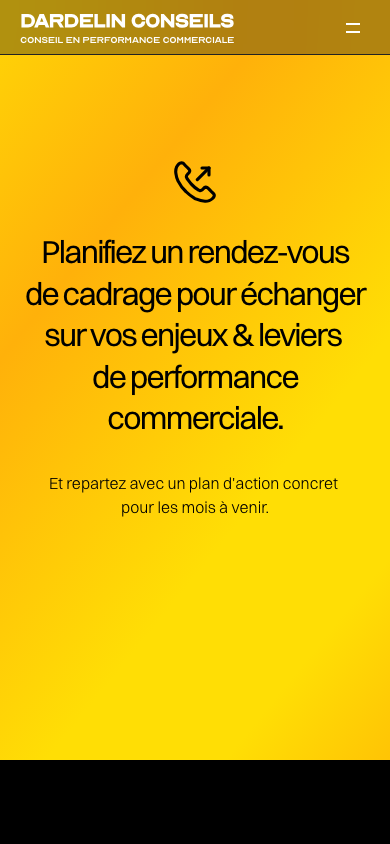 DARDELIN CONSEILS
CONSEIL EN PERFORMANCE COMMERCIALE
Planifiez un rendez-vous
de cadrage pour échanger
sur vos enjeux & leviers
de performance
commerciale.
Et repartez avec un plan d'action concret
pour les mois à venir.